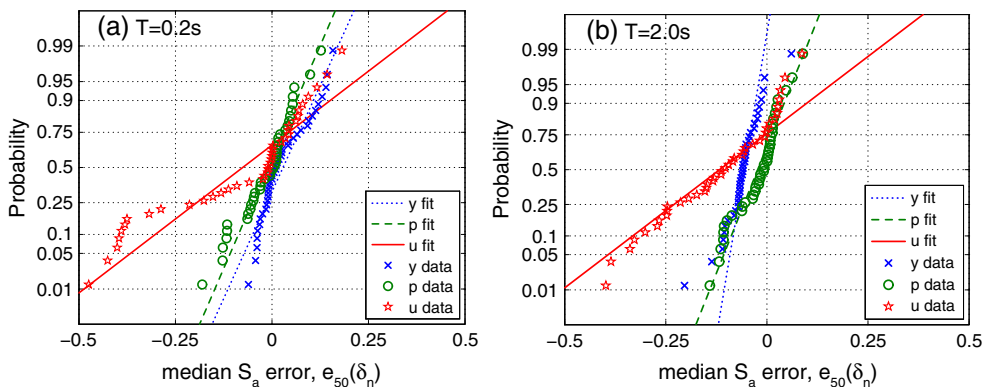 (a) T=0.2s
Probability
0.99
0.95
0.9
0.75
0.5
0.25
0.1
0.05
0.01
y fit
p fit
u fit
y data
p data
u data
−0.5 −0.25 0 0.25 0.5
median Sa error, e50(δn)
(b) T=2.0s
Probability
0.99
0.95
0.9
0.75
0.5
0.25
0.1
0.05
0.01
y fit
p fit
u fit
y data
p data
u data
−0.5 −0.25 0 0.25 0.5
median Sa error, e50(δn)